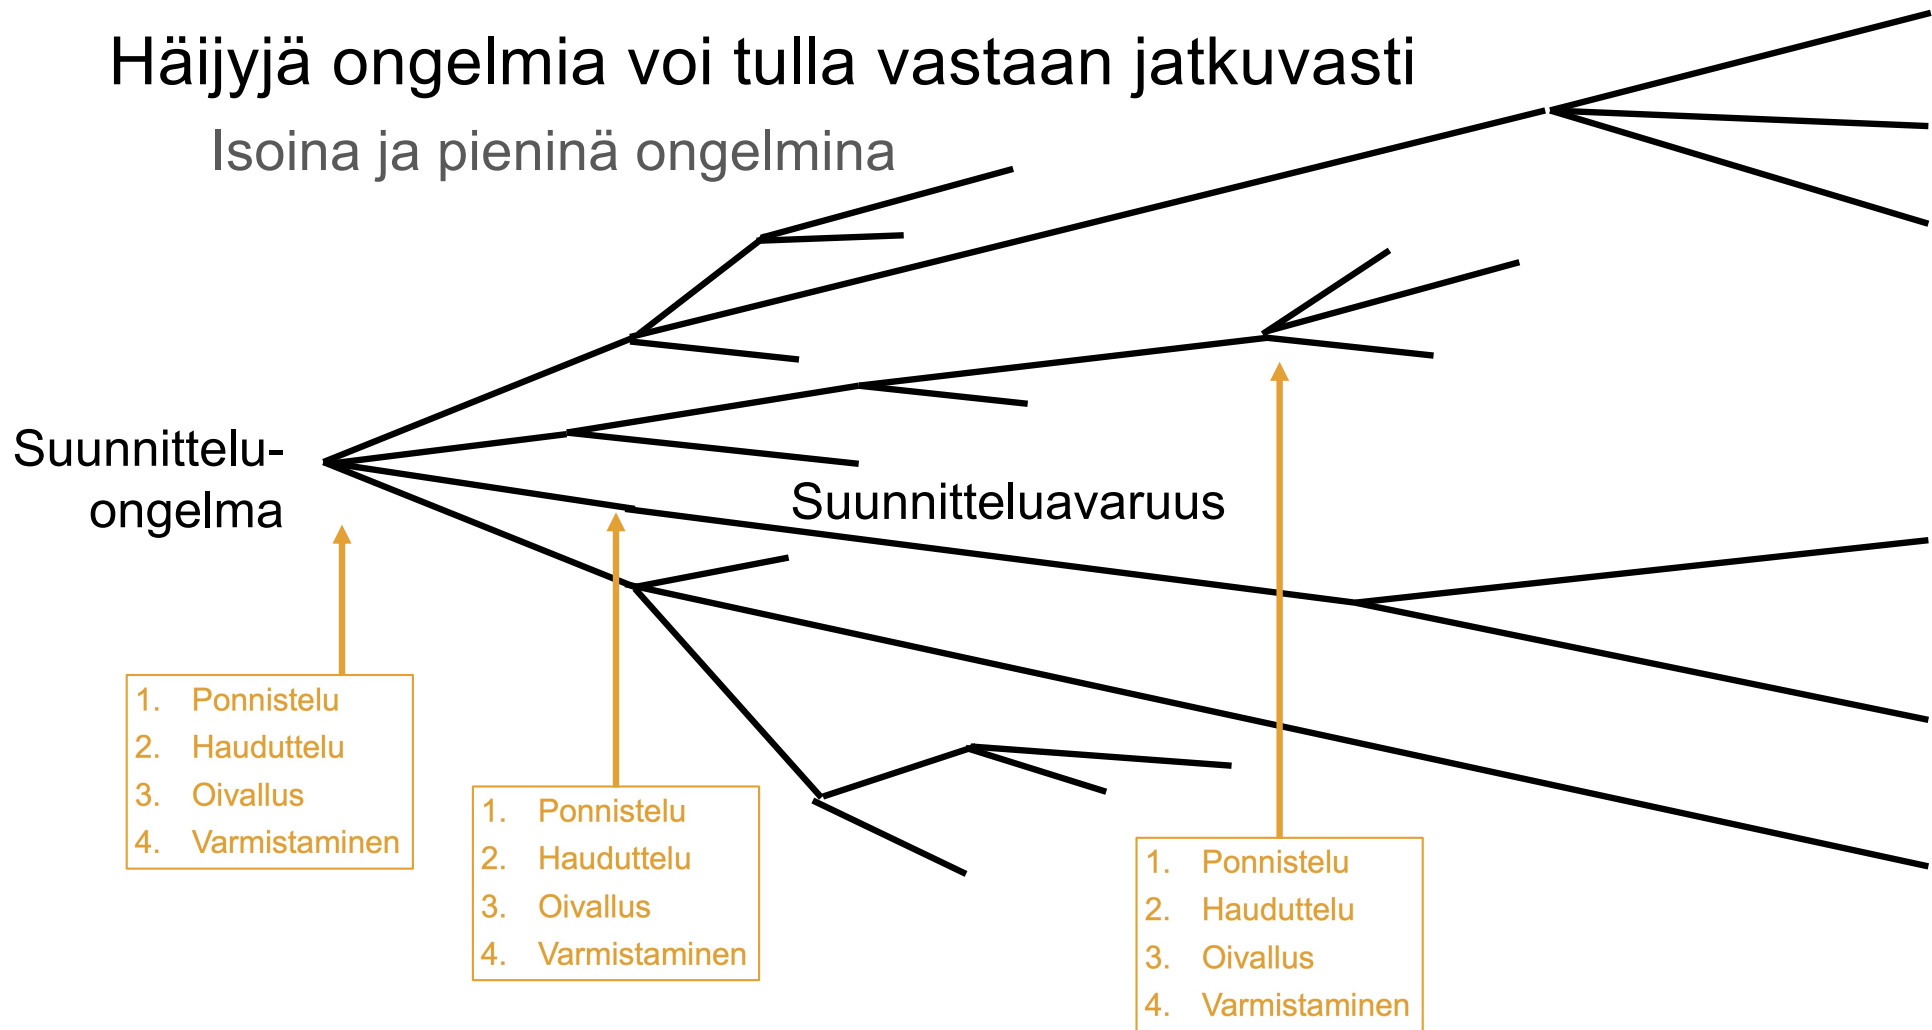 Häijyjä ongelmia voi tulla vastaan jatkuvasti
Isoina ja pieninä ongelmina
Suunnittelu-
ongelma
Suunnitteluavaruus
1. Ponnistelu
2. Hauduttelu
3. Oivallus
4. Varmistaminen
1. Ponnistelu
2. Hauduttelu
3. Oivallus
4. Varmistaminen
1. Ponnistelu
2. Hauduttelu
3. Oivallus
4. Varmistaminen